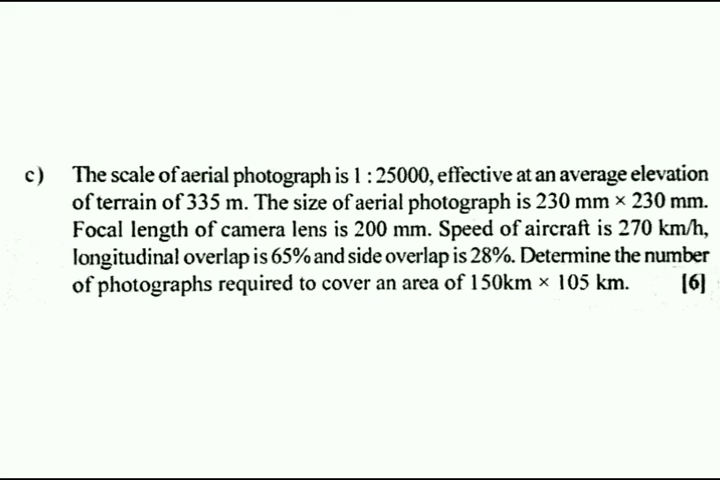 c) The scale of aerial photograph is 1 : 25000, effective at an average elevation
of terrain of 335 m. The size of aerial photograph is 230 mm × 230 mm.
Focal length of camera lens is 200 mm. Speed of aircraft is 270 km/h,
longitudinal overlap is 65% and side overlap is 28%. Determine the number
of photographs required to cover an area of 150km × 105 km. [6]